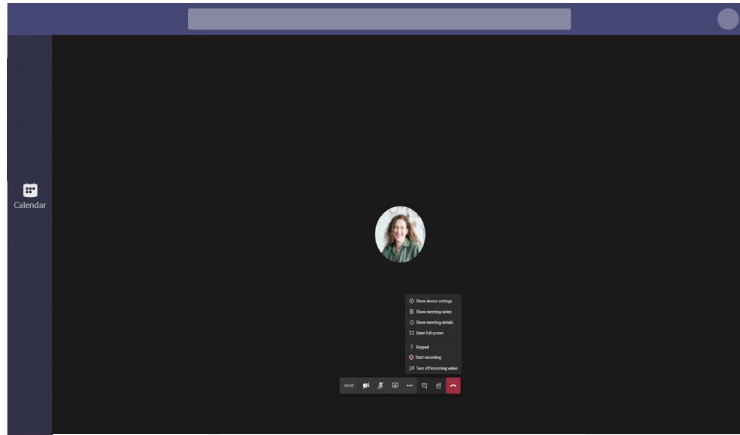 Calendar
Show device settings
Show meeting notes
Show meeting details
Enter full screen
Keypad
Start recording
Turn off incoming video